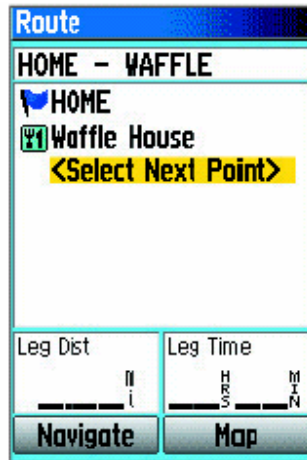 Route
HOME - WAFFLE
HOME
Waffle House
<Select Next Point>
Leg Dist
Leg Time
Mi
HRS
MIN
Navigate
Map